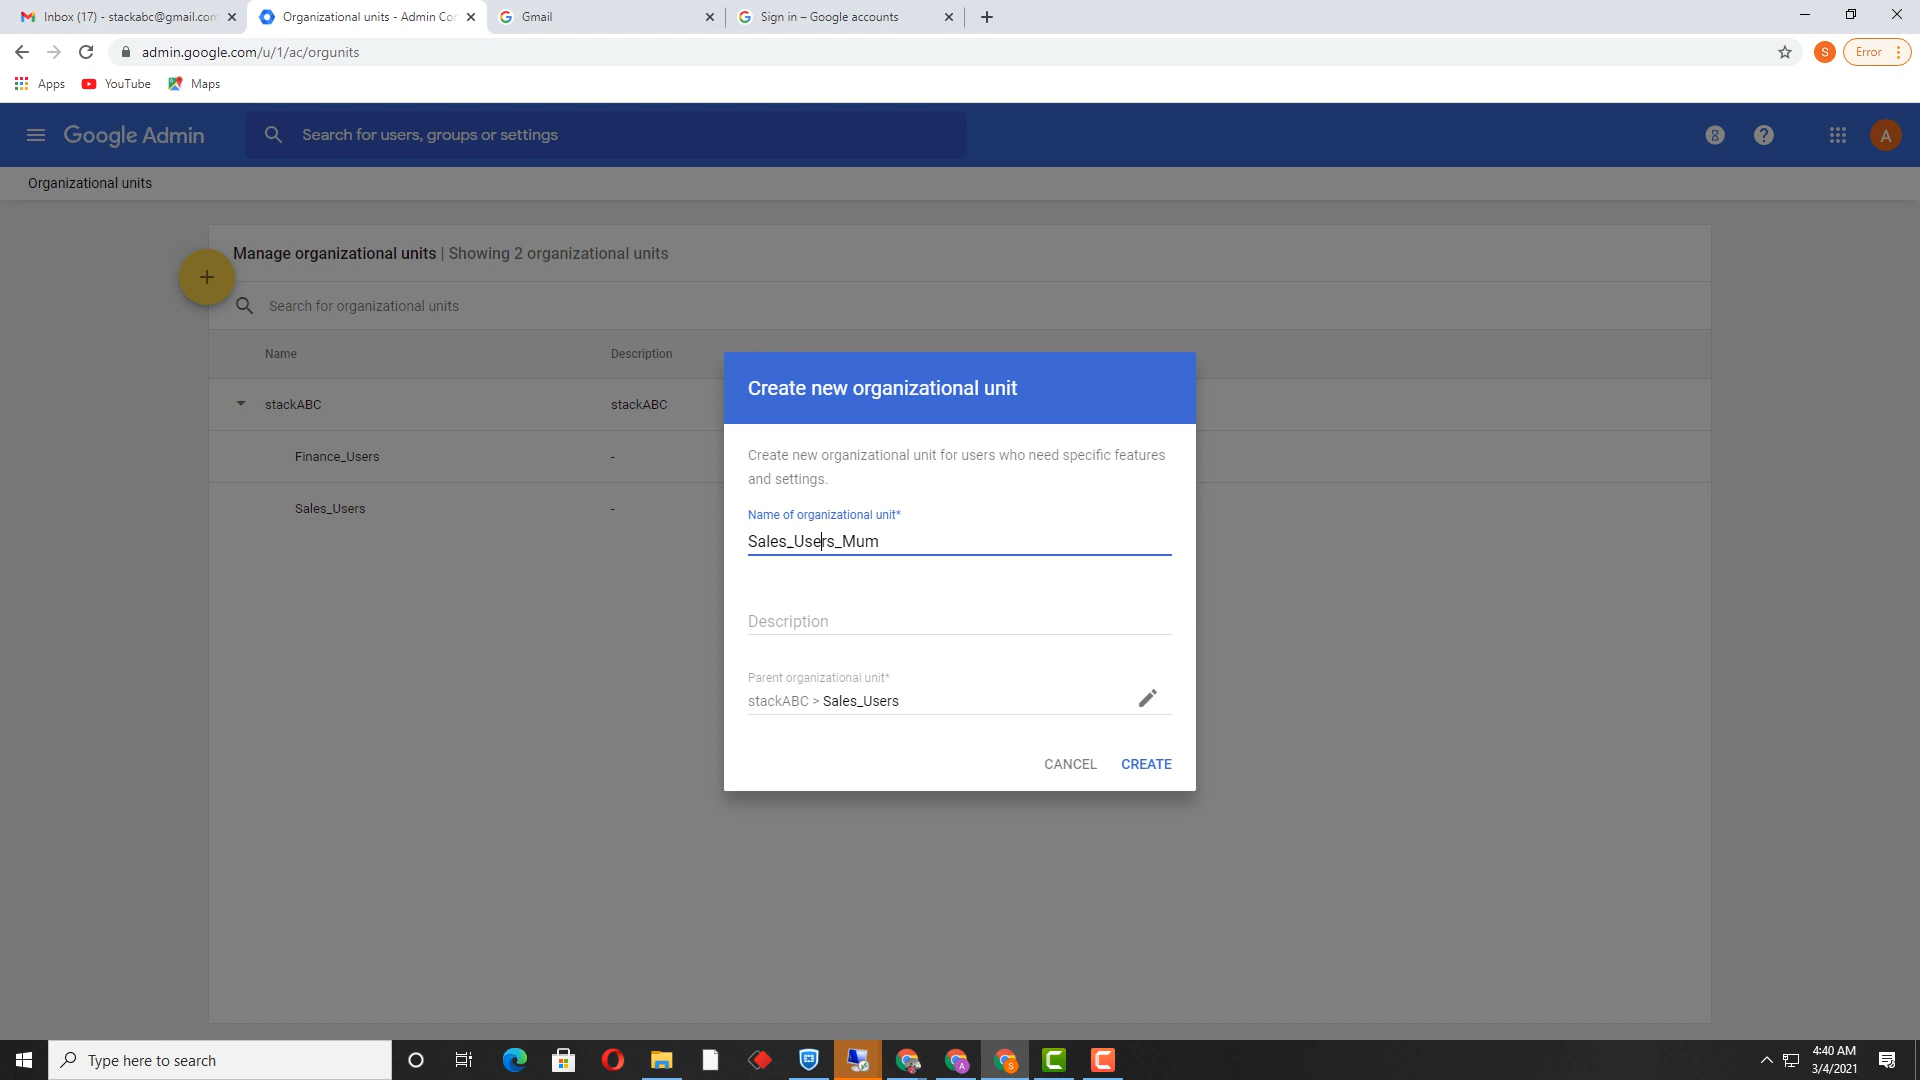 Inbox (17) - stackabc@gmail.com
Organizational units - Admin Con
Gmail
Sign in – Google accounts
admin.google.com/u/1/ac/orgunits
S
Error
Apps
YouTube
Maps
Google Admin
Search for users, groups or settings
A
Organizational units
Manage organizational units | Showing 2 organizational units
Search for organizational units
Name
Description
stackABC
stackABC
Finance_Users
-
Sales_Users
-
Create new organizational unit
Create new organizational unit for users who need specific features
and settings.
Name of organizational unit*
Sales_Users_Mum
Description
Parent organizational unit*
stackABC > Sales_Users
CANCEL
CREATE
Type here to search
4:40 AM
3/4/2021